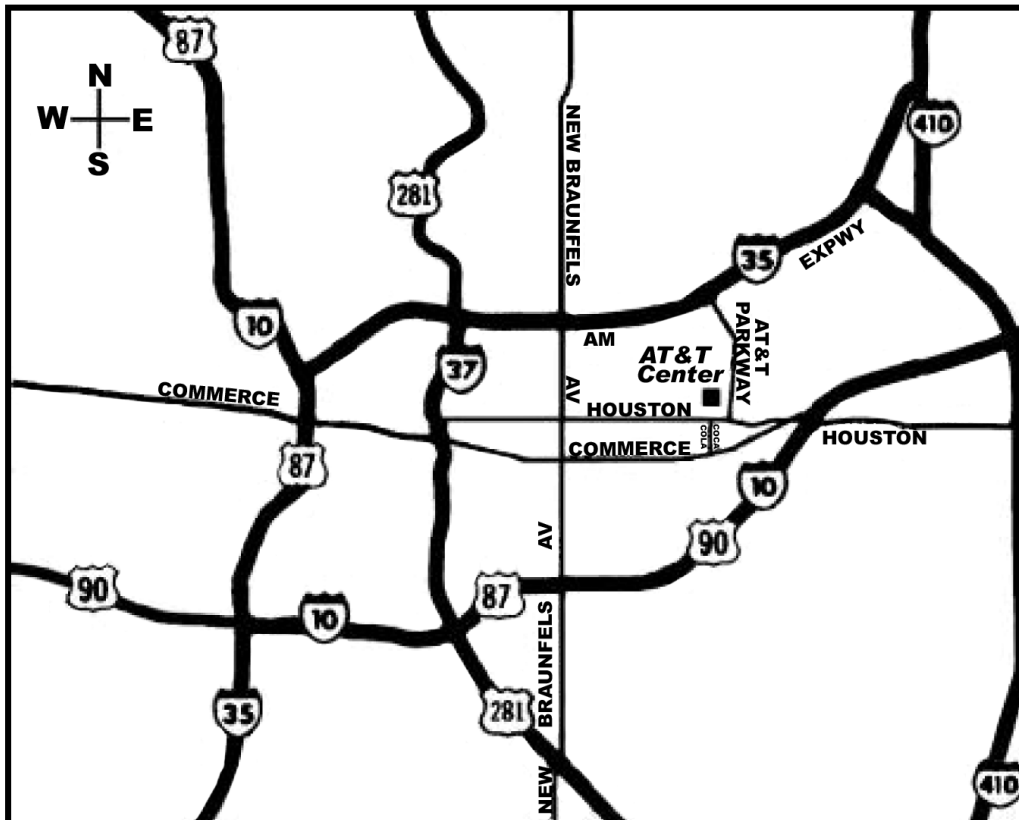 87
N
W E
S
410
NEW BRAUNFELS
281
EXPWY
35
10
AT&T
PARKWAY
AM
37
AT&T
Center
COMMERCE
AV
HOUSTON
COCA
COLA
HOUSTON
COMMERCE
87
10
AV
90
90
87
10
BRAUNFELS
35
281
NEW
410